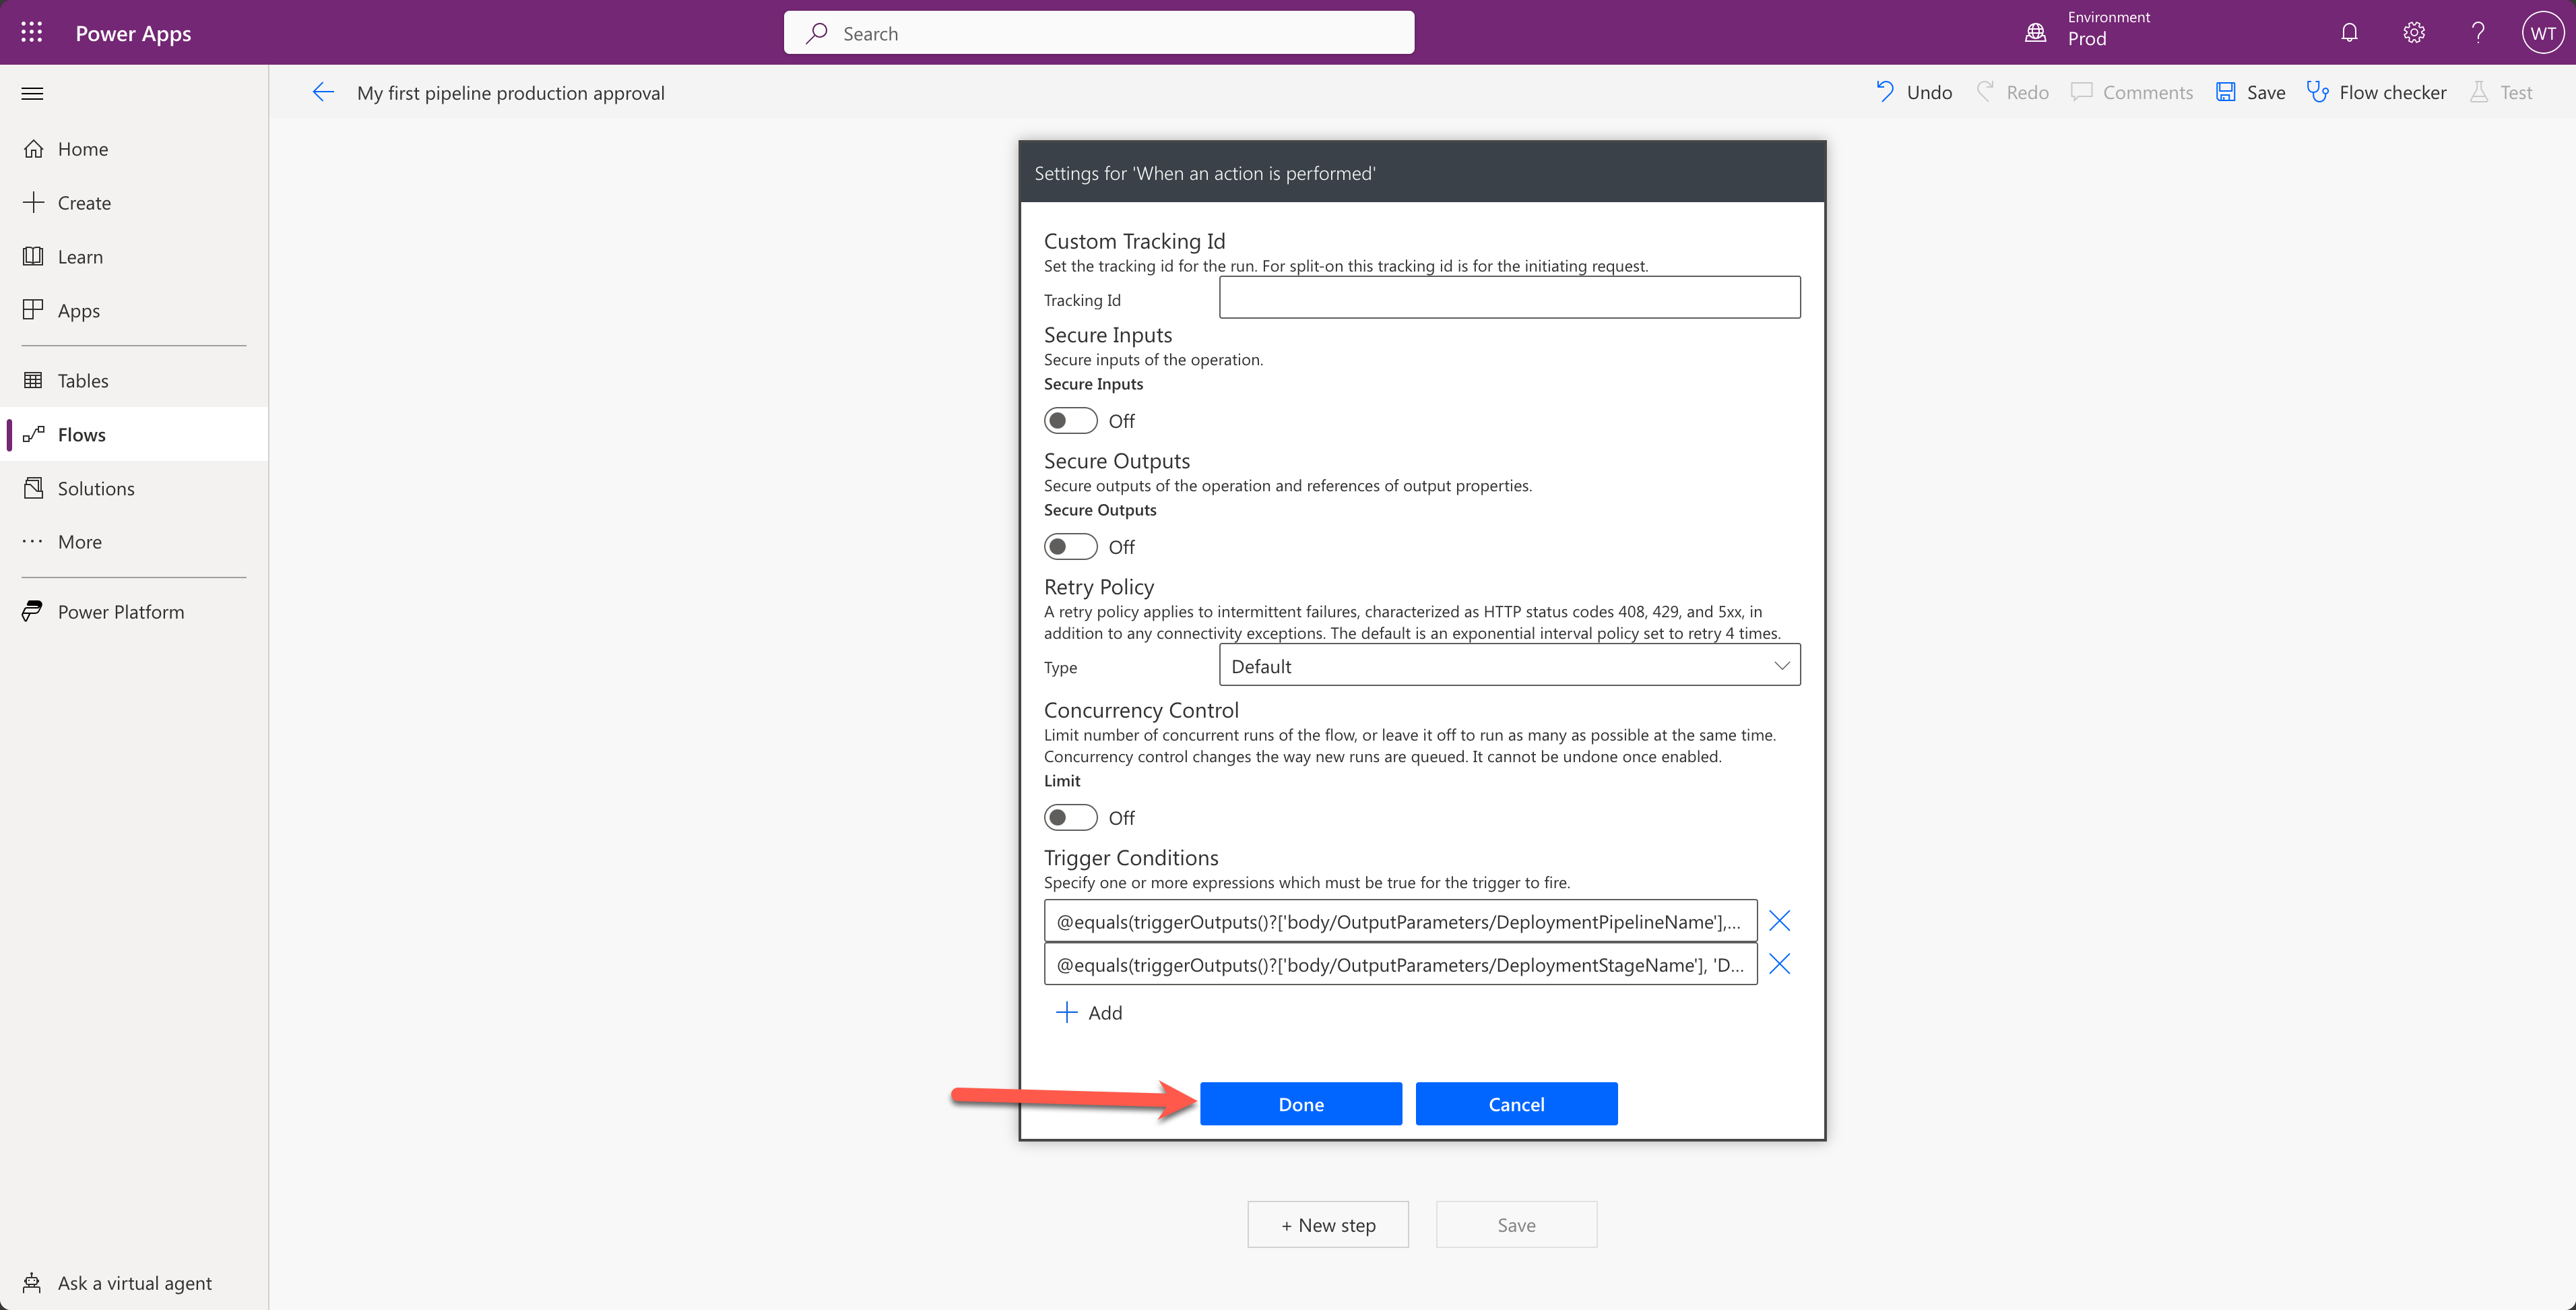 Power Apps
Search
Environment
Prod
WT
My first pipeline production approval
Undo
Redo
Comments
Save
Flow checker
Test
Home
Create
Learn
Apps
Tables
Flows
Solutions
More
Power Platform
Ask a virtual agent
Settings for 'When an action is performed'
Custom Tracking Id
Set the tracking id for the run. For split-on this tracking id is for the initiating request.
Tracking Id
Secure Inputs
Secure inputs of the operation.
Secure Inputs
Off
Secure Outputs
Secure outputs of the operation and references of output properties.
Secure Outputs
Off
Retry Policy
A retry policy applies to intermittent failures, characterized as HTTP status codes 408, 429, and 5xx, in
addition to any connectivity exceptions. The default is an exponential interval policy set to retry 4 times.
Type
Default
Concurrency Control
Limit number of concurrent runs of the flow, or leave it off to run as many as possible at the same time.
Concurrency control changes the way new runs are queued. It cannot be undone once enabled.
Limit
Off
Trigger Conditions
Specify one or more expressions which must be true for the trigger to fire.
@equals(triggerOutputs()?['body/OutputParameters/DeploymentPipelineName'],...
@equals(triggerOutputs()?['body/OutputParameters/DeploymentStageName'], 'D...
Add
Done
Cancel
+ New step
Save